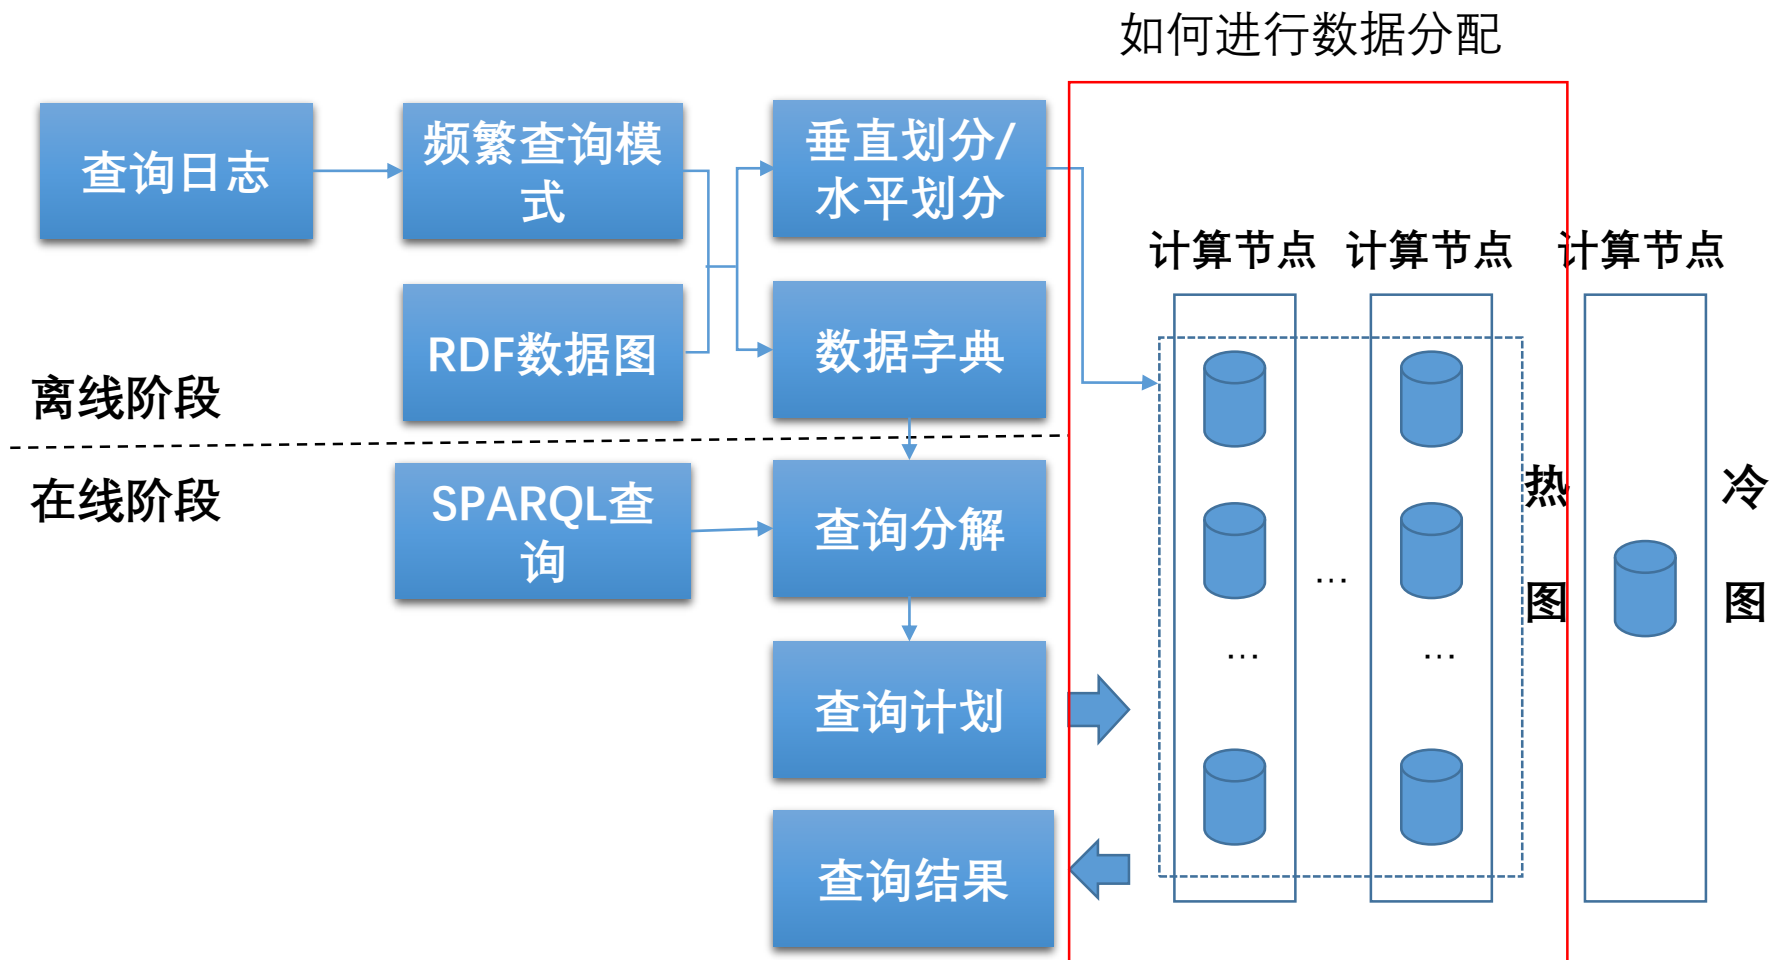 如何进行数据分配
查询日志
频繁查询模
式
垂直划分/
水平划分
计算节点
计算节点
计算节点
RDF数据图
数据字典
离线阶段
在线阶段
SPARQL查
询
查询分解
热
图
冷
图
...
...
...
查询计划
查询结果